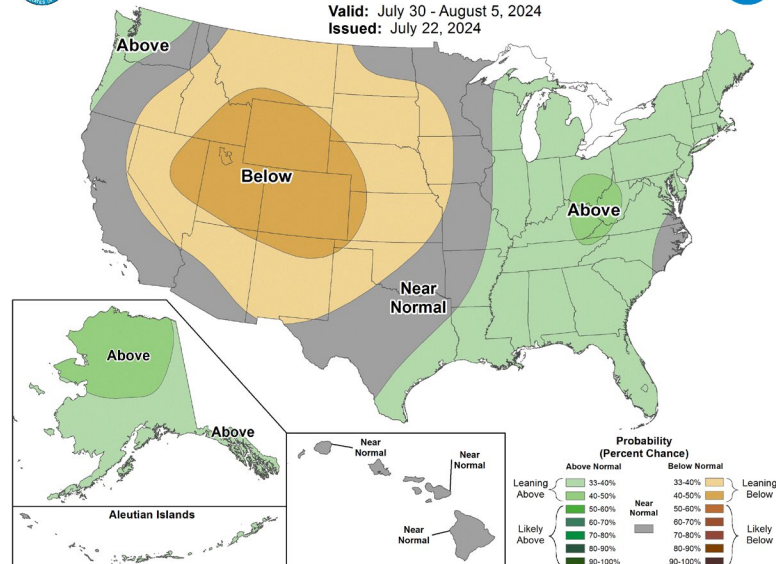 Valid: July 30 - August 5, 2024
Issued: July 22, 2024
Above
Below
Above
Near
Normal
Above
Above
Aleutian Islands
Near
Normal
Near
Normal
Near
Normal
Probability
(Percent Chance)
Above Normal
Below Normal
Leaning
Above
33-40%
40-50%
Likely
Above
50-60%
60-70%
70-80%
80-90%
90-100%
Near
Normal
33-40%
40-50%
Leaning
Below
50-60%
60-70%
70-80%
80-90%
90-100%
Likely
Below